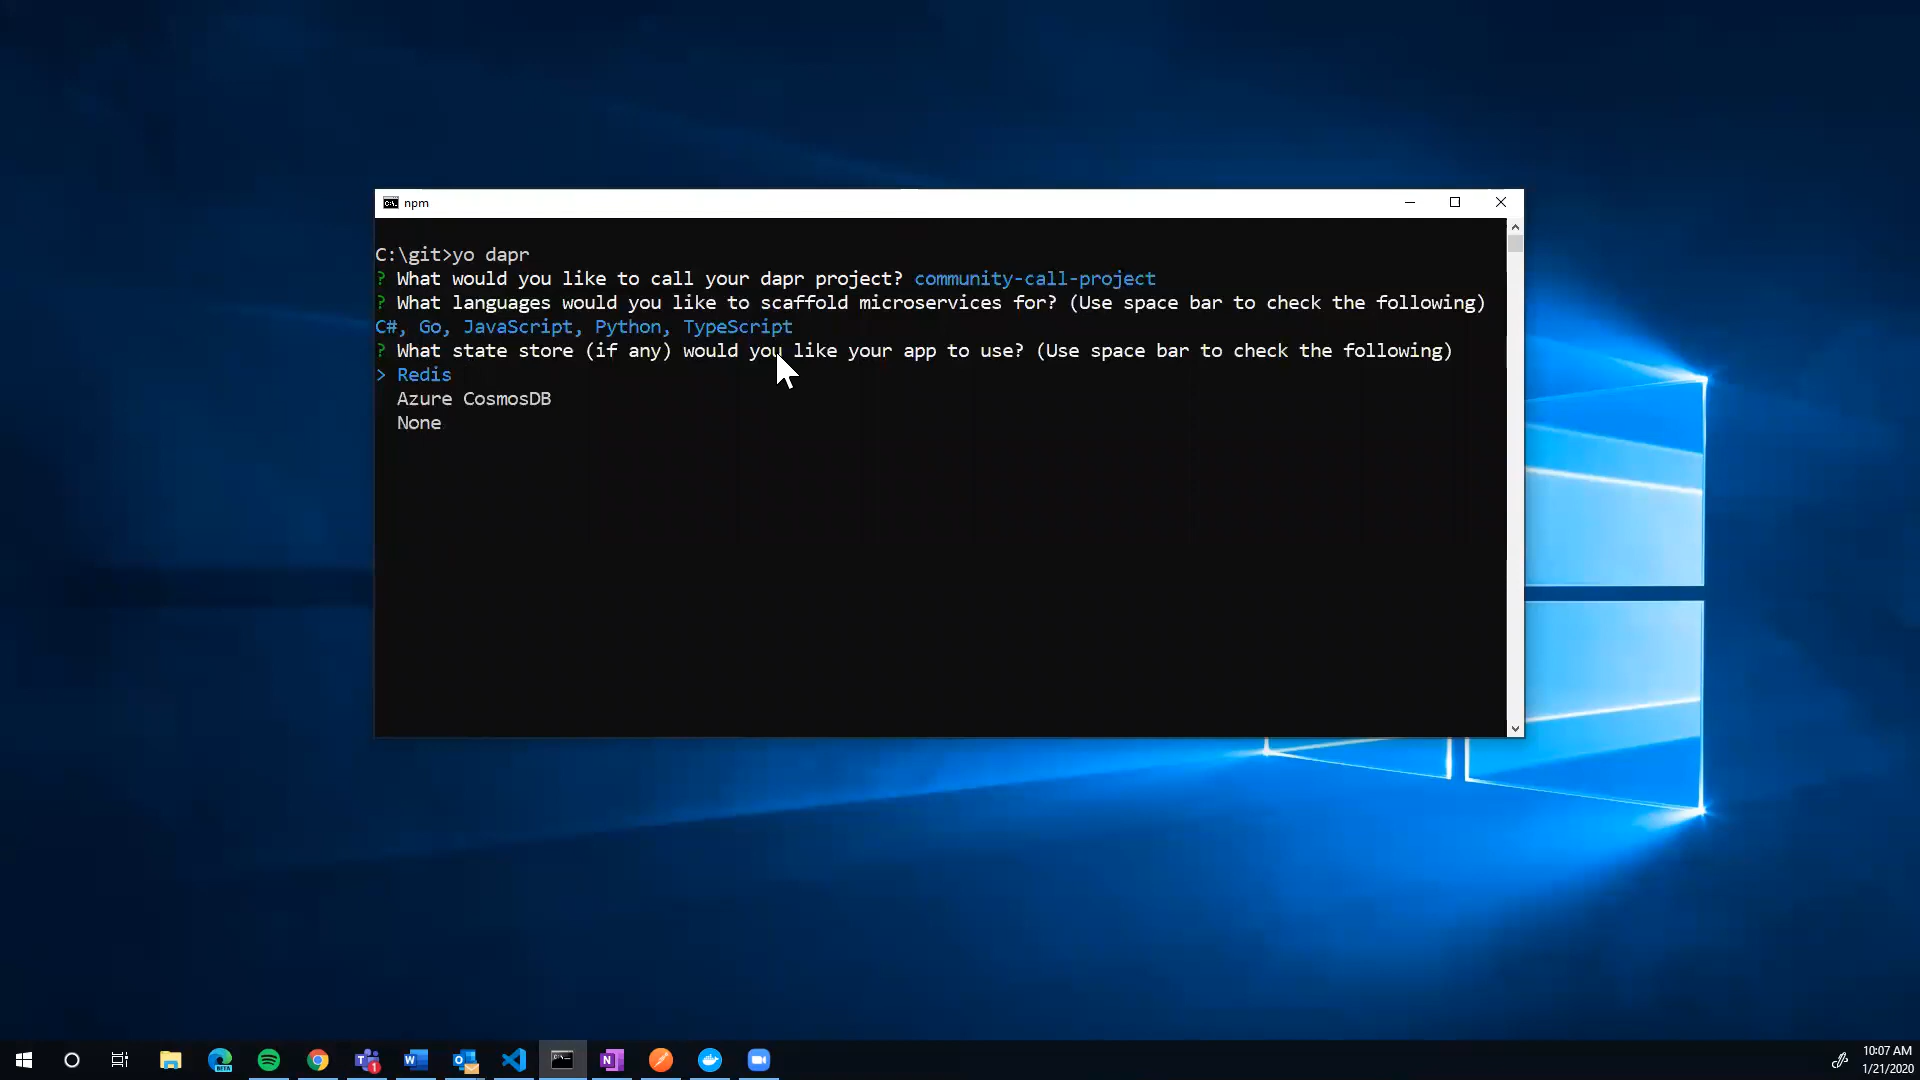 npm
C:\git>yo dapr
? What would you like to call your dapr project? community-call-project
? What languages would you like to scaffold microservices for? (Use space bar to check the following)
C#, Go, JavaScript, Python, TypeScript
? What state store (if any) would you like your app to use? (Use space bar to check the following)
> Redis
Azure CosmosDB
None
BETA
1
10:07 AM
1/21/2020